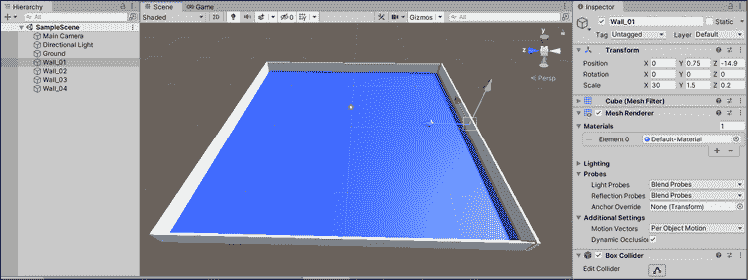 Hierarchy
All
SampleScene
Main Camera
Directional Light
Ground
Wall_01
Wall_02
Wall_03
Wall_04
Scene
Game
Shaded
2D
0
Gizmos
All
y
z
Persp
Inspector
Wall_01
Static
Tag Untagged Layer Default
Transform
Position X 0 Y 0.75 Z -14.9
Rotation X 0 Y 0 Z 0
Scale X 30 Y 1.5 Z 0.2
Cube (Mesh Filter)
Mesh Renderer
Materials 1
Element 0 Default-Material
Lighting
Probes
Light Probes Blend Probes
Reflection Probes Blend Probes
Anchor Override None (Transform)
Additional Settings
Motion Vectors Per Object Motion
Dynamic Occlusion
Box Collider
Edit Collider